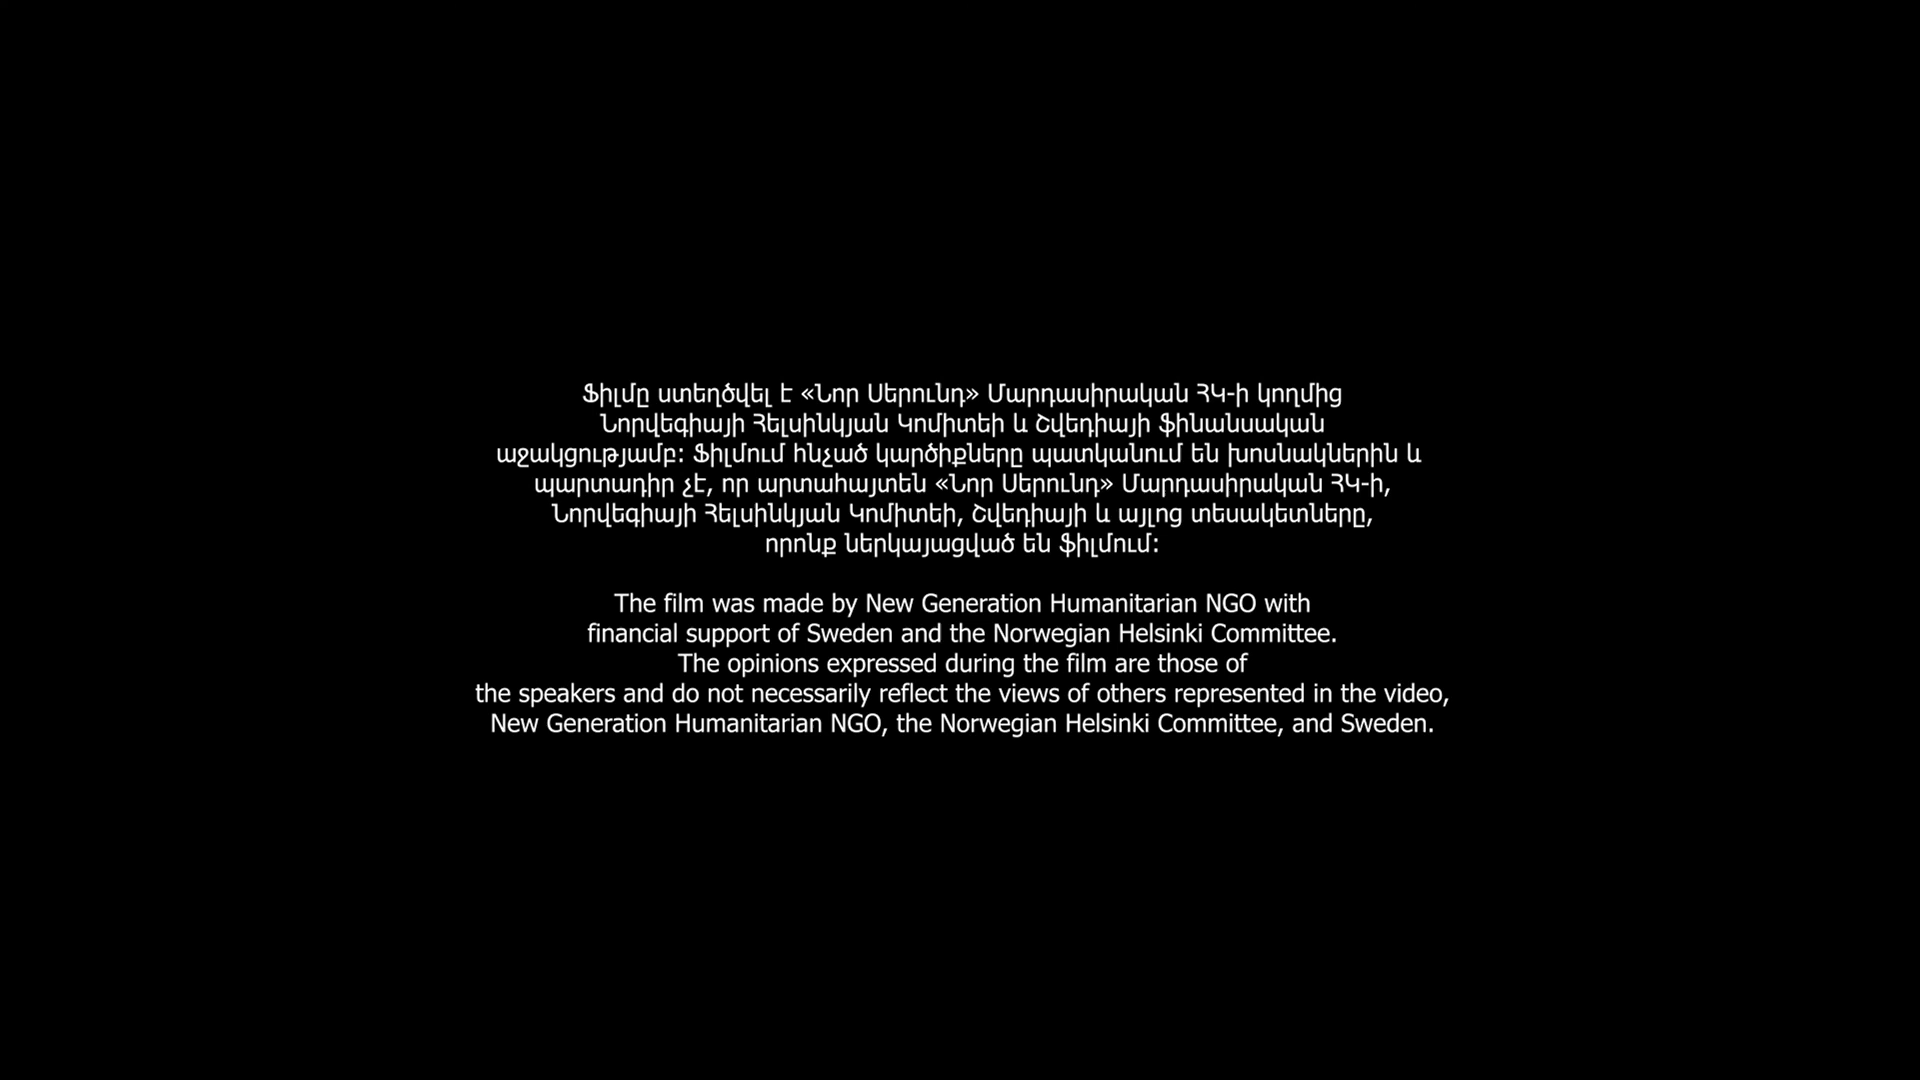 Ֆիլմը ստեղծվել է «Նոր Սերունդ» Մարդասիրական ՀԿ-ի կողմից
Նորվեգիայի Հելսինկյան Կոմիտեի և Շվեդիայի ֆինանսական
աջակցությամբ: Ֆիլմում հնչած կարծիքները պատկանում են խոսնակներին և
պարտադիր չէ, որ արտահայտեն «Նոր Սերունդ» Մարդասիրական ՀԿ-ի,
Նորվեգիայի Հելսինկյան Կոմիտեի, Շվեդիայի և այլոց տեսակետները,
որոնք ներկայացված են ֆիլմում:
The film was made by New Generation Humanitarian NGO with
financial support of Sweden and the Norwegian Helsinki Committee.
The opinions expressed during the film are those of
the speakers and do not necessarily reflect the views of others represented in the video,
New Generation Humanitarian NGO, the Norwegian Helsinki Committee, and Sweden.